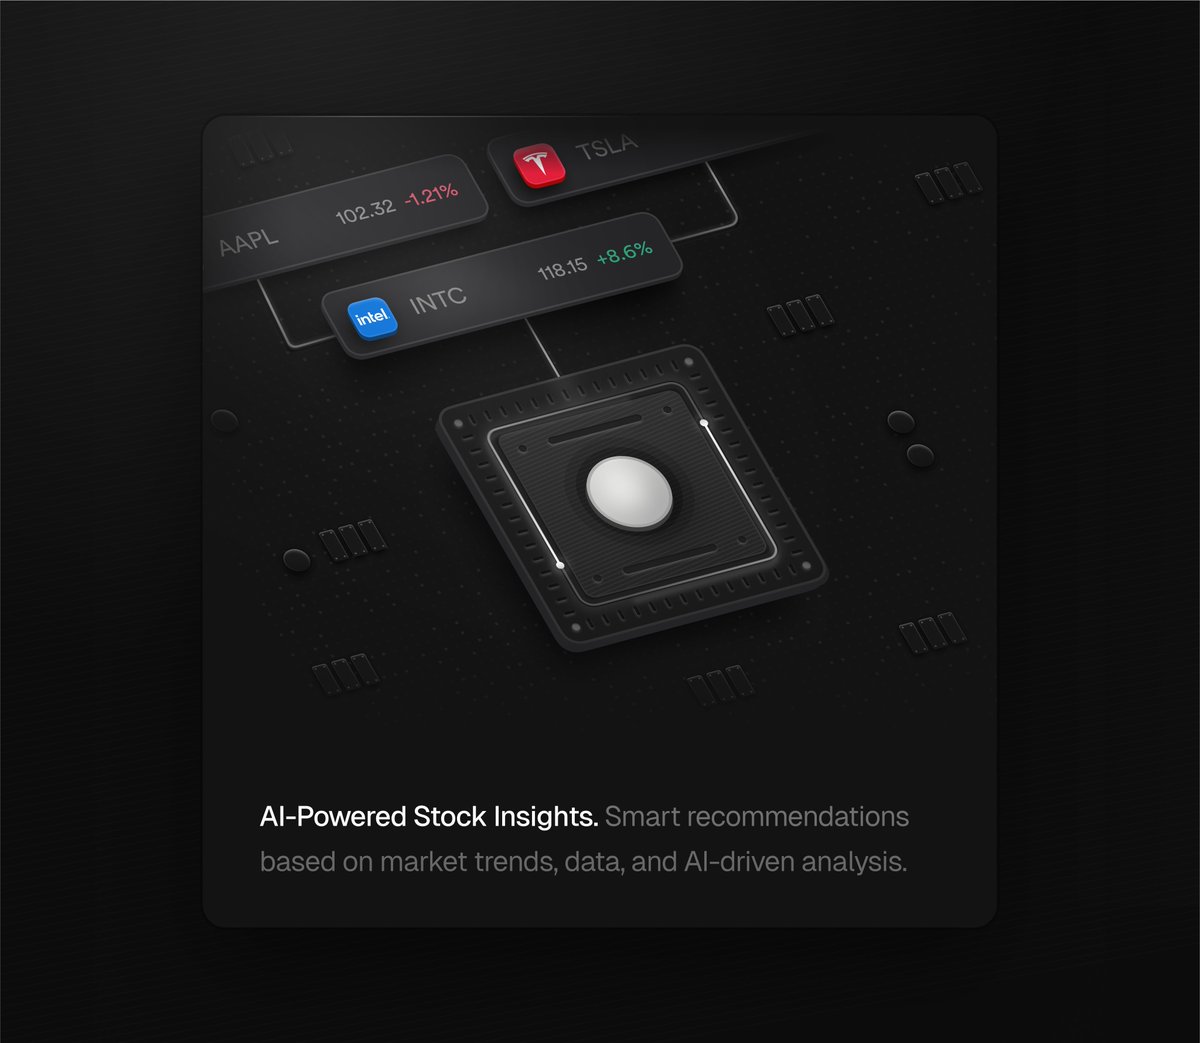 TSLA
AAPL 102.32 -1.21%
intel INTC 118.15 +8.6%
AI-Powered Stock Insights. Smart recommendations
based on market trends, data, and AI-driven analysis.